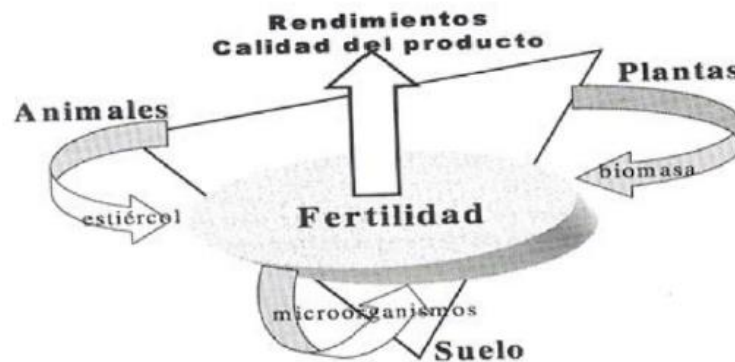 Rendimientos
Calidad del producto
Plantas
Animales
biomasa
estiércol
Fertilidad
microorganismos
Suelo